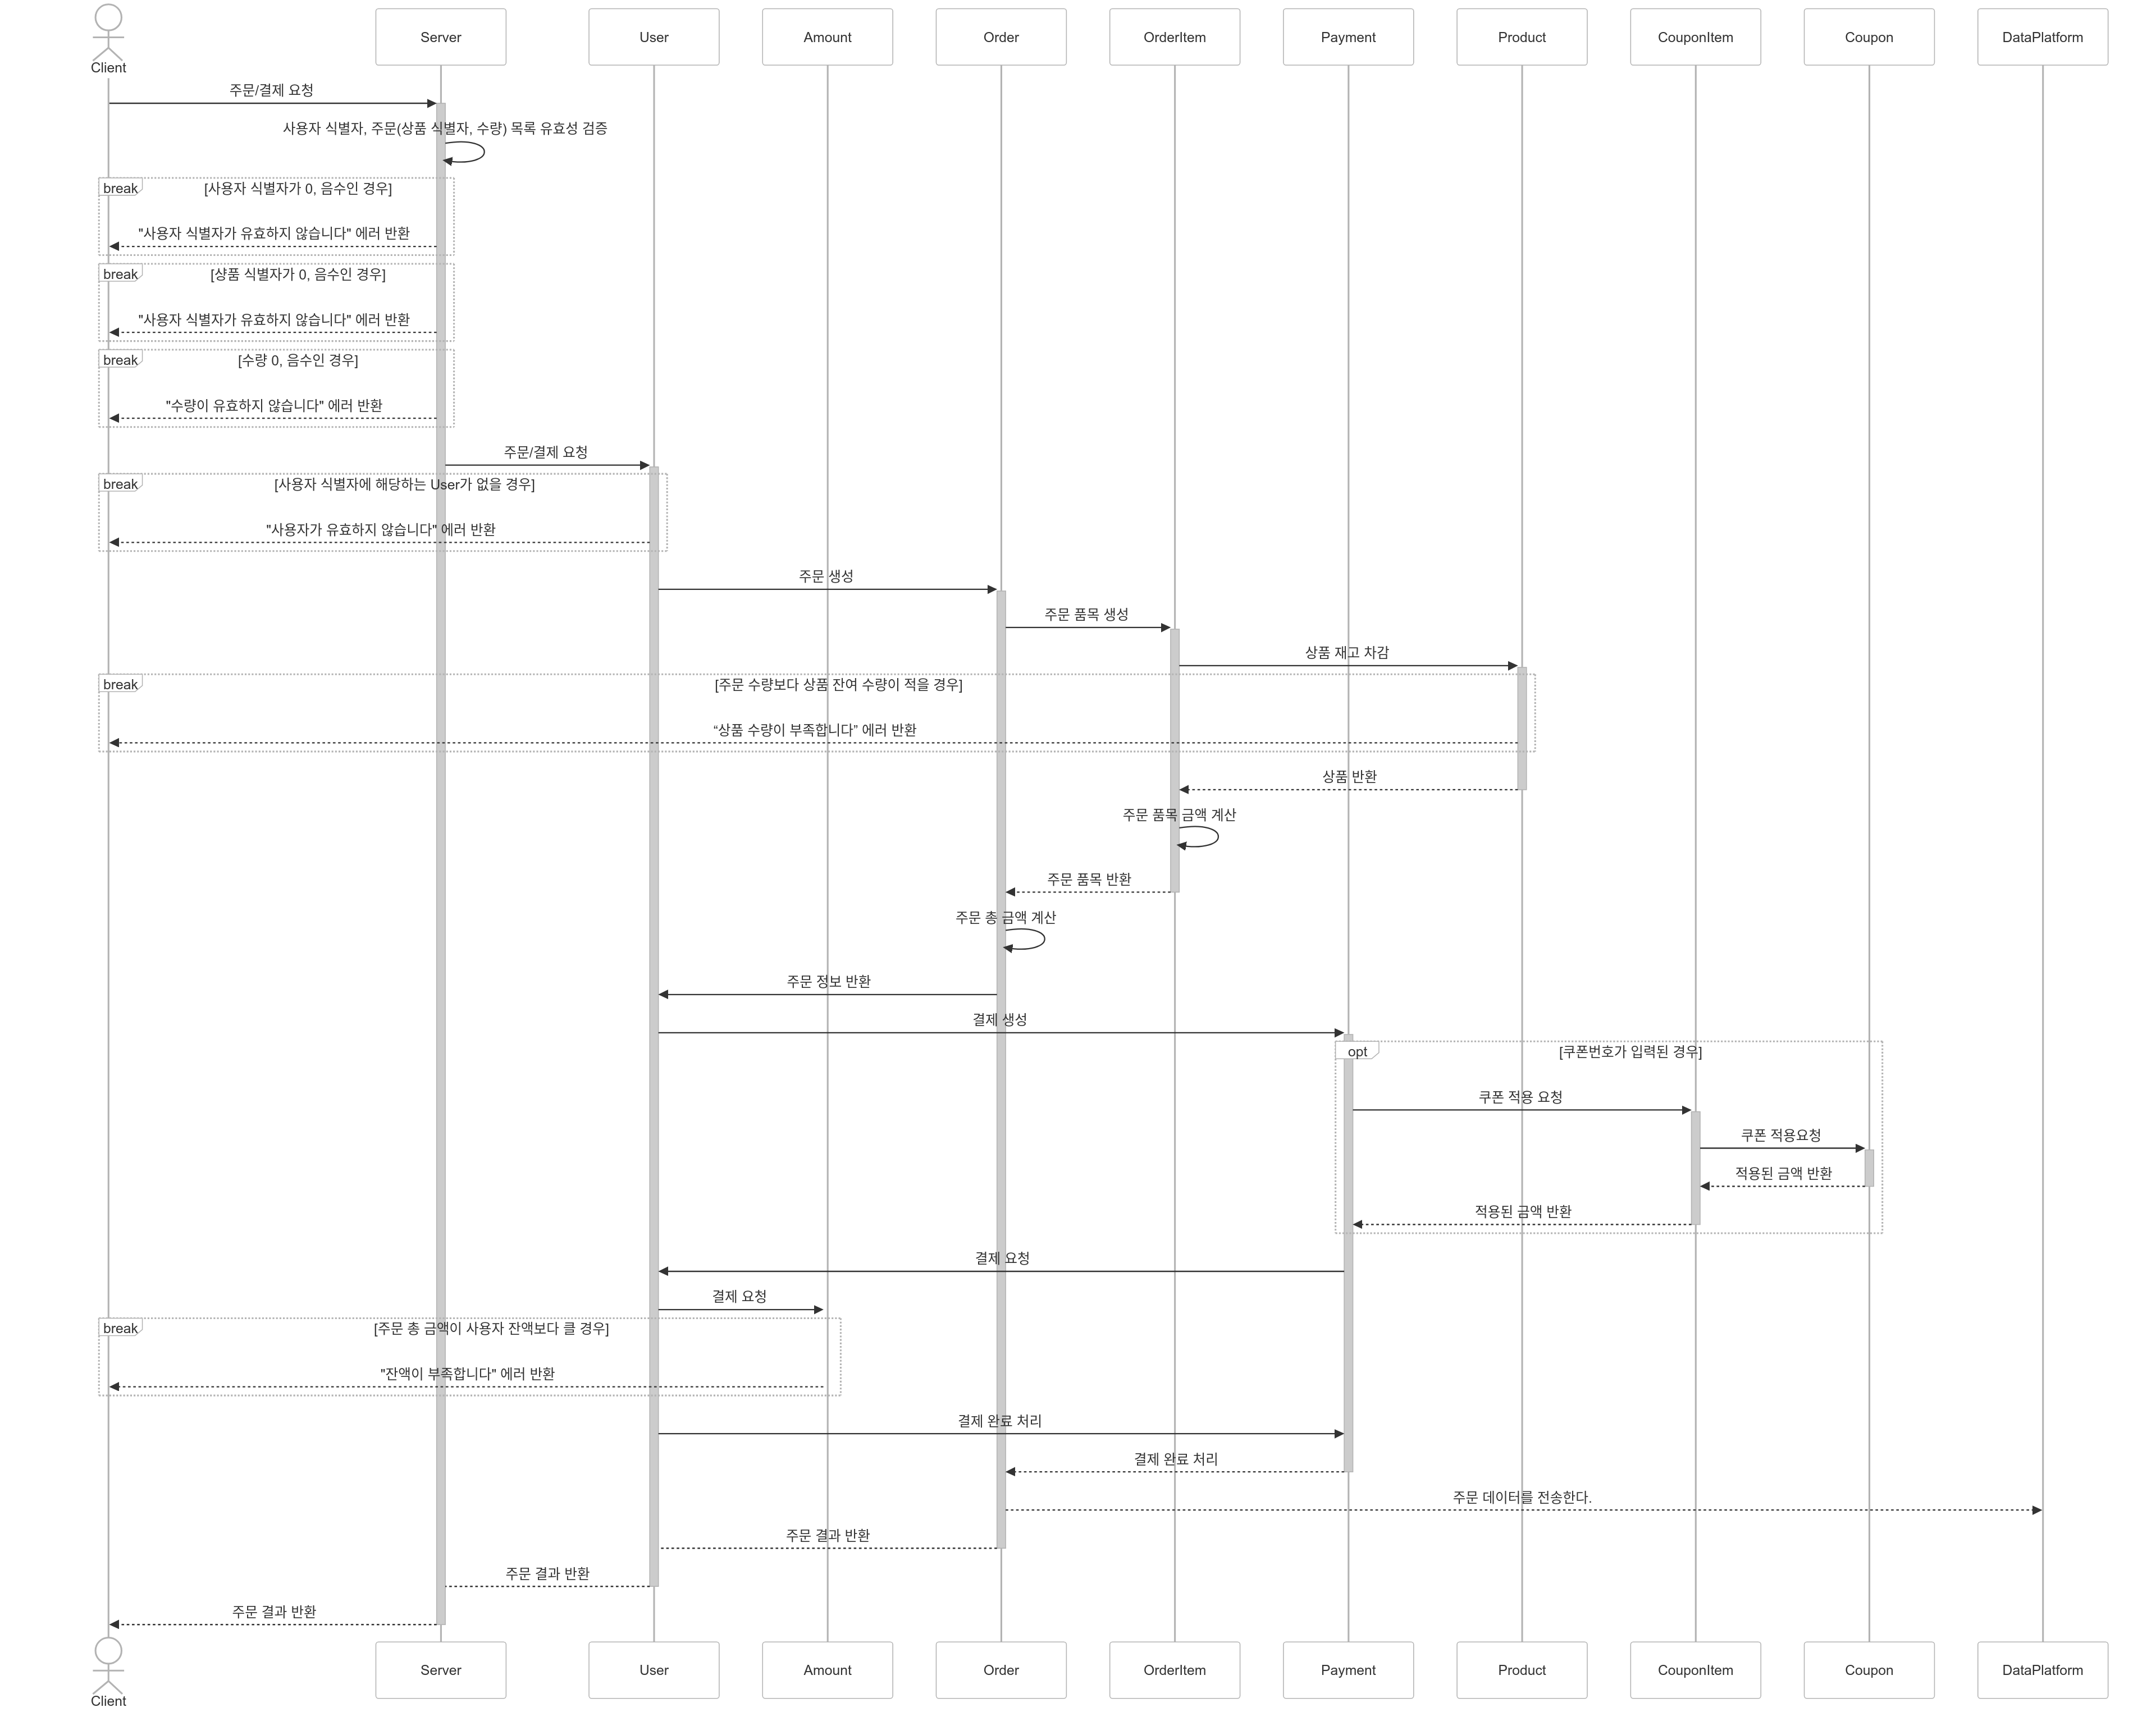 Client
Server
User
Amount
Order
OrderItem
Payment
Product
CouponItem
Coupon
DataPlatform
주문/결제 요청
사용자 식별자, 주문(상품 식별자, 수량) 목록 유효성 검증
break
[사용자 식별자가 0, 음수인 경우]
"사용자 식별자가 유효하지 않습니다" 에러 반환
break
[상품 식별자가 0, 음수인 경우]
"사용자 식별자가 유효하지 않습니다" 에러 반환
break
[수량 0, 음수인 경우]
"수량이 유효하지 않습니다" 에러 반환
주문/결제 요청
break
[사용자 식별자에 해당하는 User가 없을 경우]
"사용자가 유효하지 않습니다" 에러 반환
주문 생성
주문 품목 생성
상품 재고 차감
break
[주문 수량보다 상품 잔여 수량이 적을 경우]
“상품 수량이 부족합니다” 에러 반환
상품 반환
주문 품목 금액 계산
주문 품목 반환
주문 총 금액 계산
주문 정보 반환
결제 생성
opt
[쿠폰번호가 입력된 경우]
쿠폰 적용 요청
쿠폰 적용요청
적용된 금액 반환
적용된 금액 반환
결제 요청
결제 요청
break
[주문 총 금액이 사용자 잔액보다 클 경우]
"잔액이 부족합니다" 에러 반환
결제 완료 처리
결제 완료 처리
주문 데이터를 전송한다.
주문 결과 반환
주문 결과 반환
주문 결과 반환
Client
Server
User
Amount
Order
OrderItem
Payment
Product
CouponItem
Coupon
DataPlatform